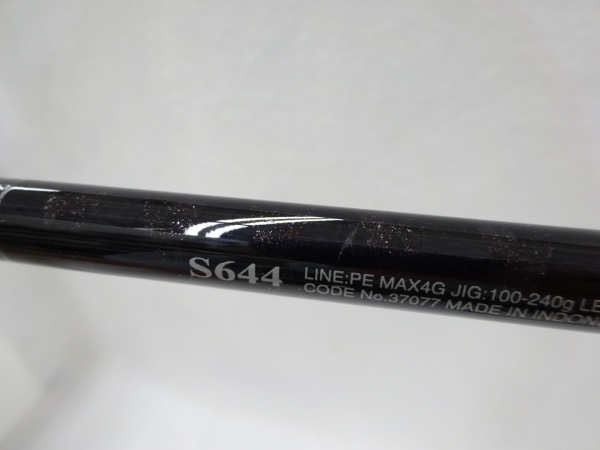 S644
LINE:PE MAX4G JIG:100-240g
CODE No.37077 MADE IN